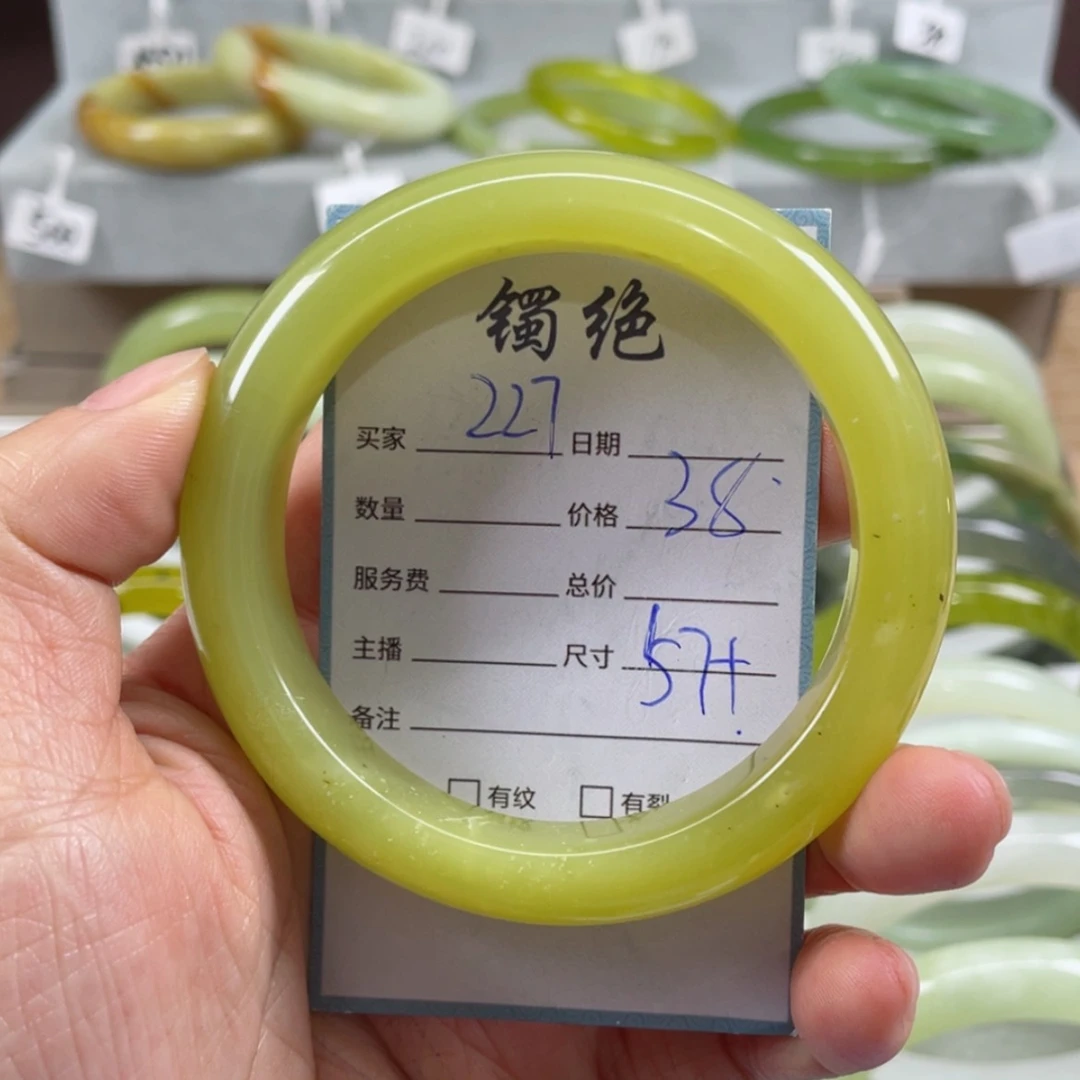 镯绝
买家 227 日期
数量 价格 38
服务费 总价
主播 尺寸 57+
备注
有纹 有裂